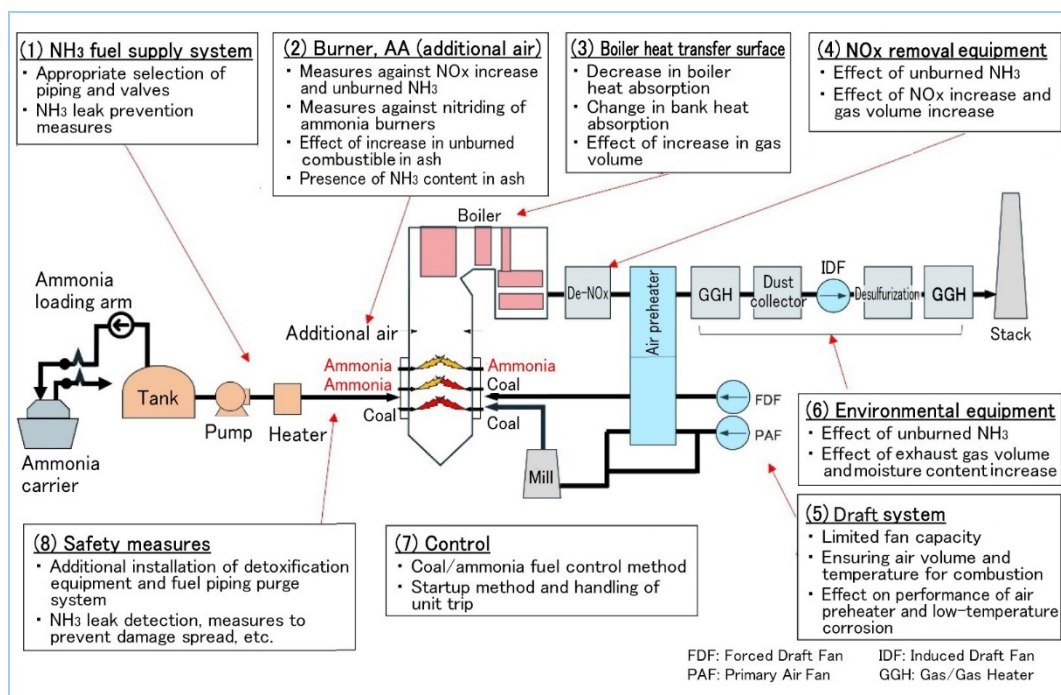 (1) NH3 fuel supply system
・ Appropriate selection of
piping and valves
・ NH3 leak prevention
measures
(2) Burner, AA (additional air)
・ Measures against NOx increase
and unburned NH3
・ Measures against nitriding of
ammonia burners
・ Effect of increase in unburned
combustible in ash
・ Presence of NH3 content in ash
(3) Boiler heat transfer surface
・ Decrease in boiler
heat absorption
・ Change in bank heat
absorption
・ Effect of increase in gas
volume
(4) NOx removal equipment
・ Effect of unburned NH3
・ Effect of NOx increase and
gas volume increase
Boiler
Ammonia
loading arm
Additional air
De-NOx
Air preheater
GGH
Dust
collector
IDF
Desulfurization
GGH
Stack
Ammonia
Ammonia
Coal
Ammonia
Coal
Coal
Tank
Pump
Heater
Ammonia
carrier
Mill
FDF
PAF
(6) Environmental equipment
・ Effect of unburned NH3
・ Effect of exhaust gas volume
and moisture content increase
(5) Draft system
・ Limited fan capacity
・ Ensuring air volume and
temperature for combustion
・ Effect on performance of air
preheater and low-temperature
corrosion
(8) Safety measures
・ Additional installation of detoxification
equipment and fuel piping purge
system
・ NH3 leak detection, measures to
prevent damage spread, etc.
(7) Control
・ Coal/ammonia fuel control method
・ Startup method and handling of
unit trip
FDF: Forced Draft Fan IDF: Induced Draft Fan
PAF: Primary Air Fan GGH: Gas/Gas Heater